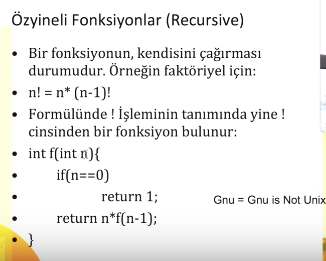 Özyineli Fonksiyonlar (Recursive)
• Bir fonksiyonun, kendisini çağırması
durumudur. Örneğin faktöriyel için:
• n! = n* (n-1)!
• Formülünde ! İşleminin tanımında yine !
cinsinden bir fonksiyon bulunur:
• int f(int n){
• if(n==0)
• return 1;
Gnu = Gnu is Not Unix
• return n*f(n-1);
• }